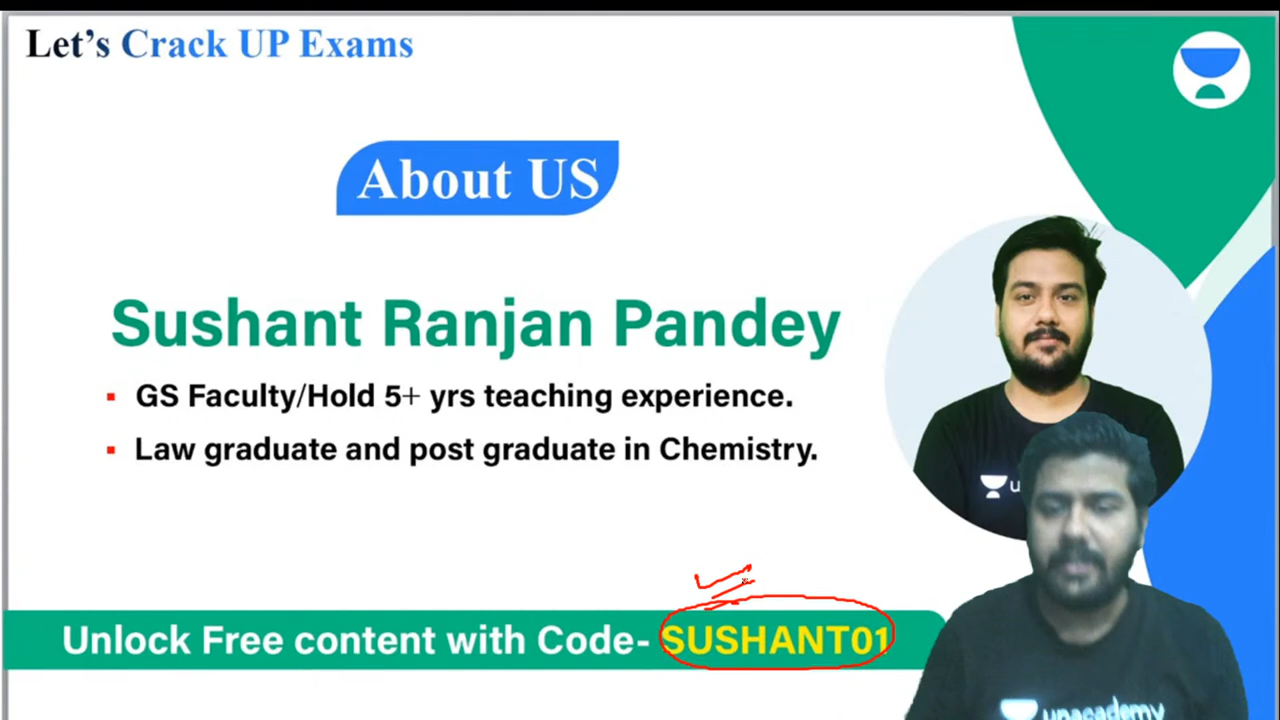 Let's Crack UP Exams
About US
Sushant Ranjan Pandey
GS Faculty/Hold 5+ yrs teaching experience.
Law graduate and post graduate in Chemistry.
Unlock Free content with Code- SUSHANT01
unacademy